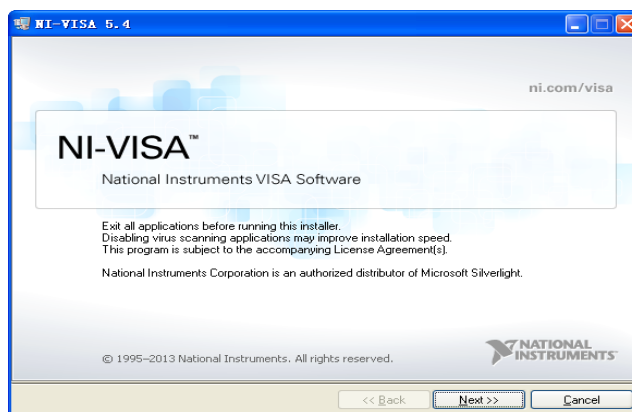 NI-VISA 5.4
ni.com/visa
NI-VISA™
National Instruments VISA Software
Exit all applications before running this installer.
Disabling virus scanning applications may improve installation speed.
This program is subject to the accompanying License Agreement(s).
National Instruments Corporation is an authorized distributor of Microsoft Silverlight.
© 1995–2013 National Instruments. All rights reserved.
NATIONAL
INSTRUMENTS™
<< Back
Next >>
Cancel